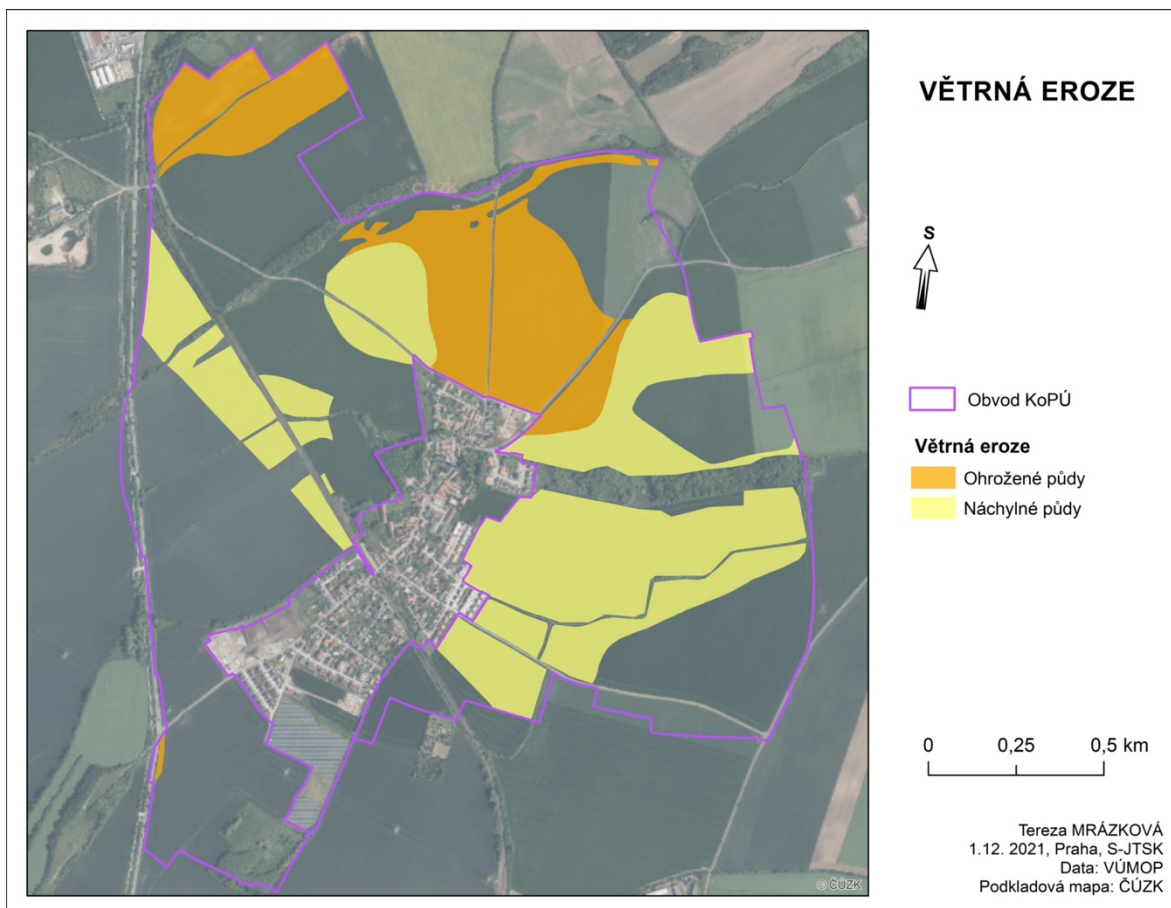 VĚTRNÁ EROZE
S
Obvod KoPÚ
Větrná eroze
Ohrožené půdy
Náchylné půdy
0 0,25 0,5 km
Tereza MRÁZKOVÁ
1.12. 2021, Praha, S-JTSK
Data: VÚMOP
Podkladová mapa: ČÚZK
© ČÚZK